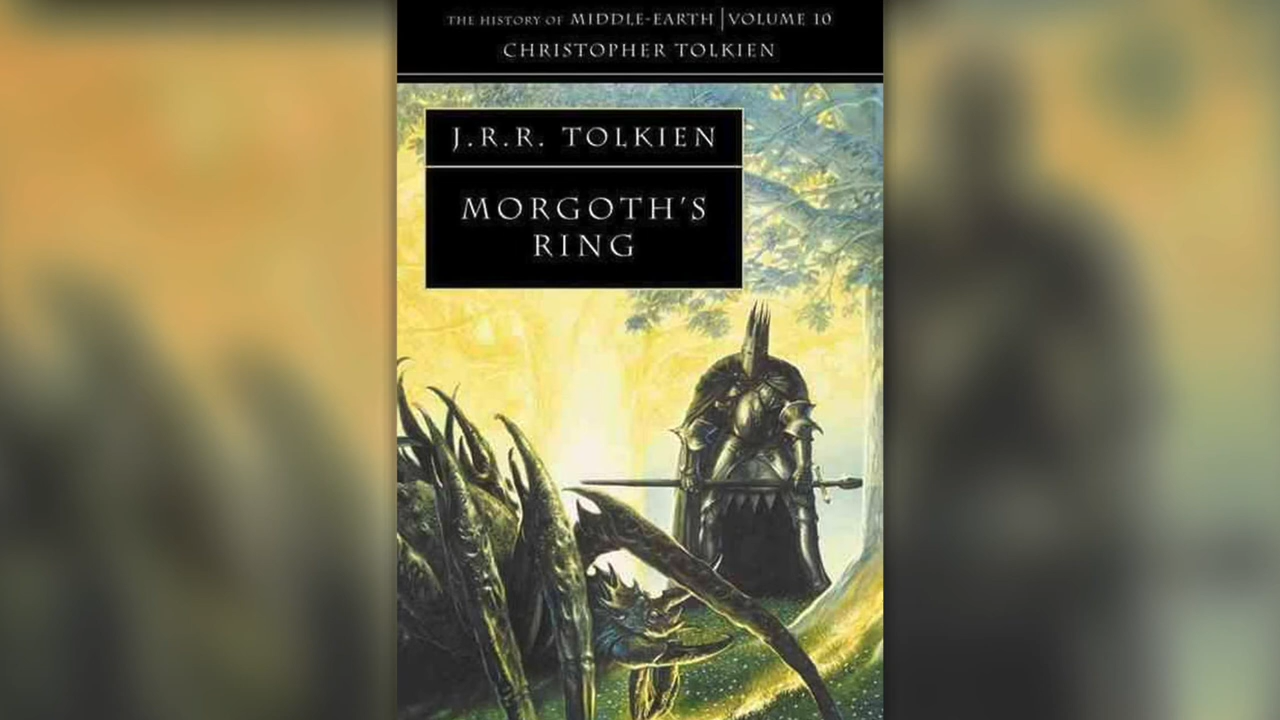 THE HISTORY OF MIDDLE-EARTH | VOLUME 10
CHRISTOPHER TOLKIEN
J.R.R. TOLKIEN
MORGOTH'S
RING